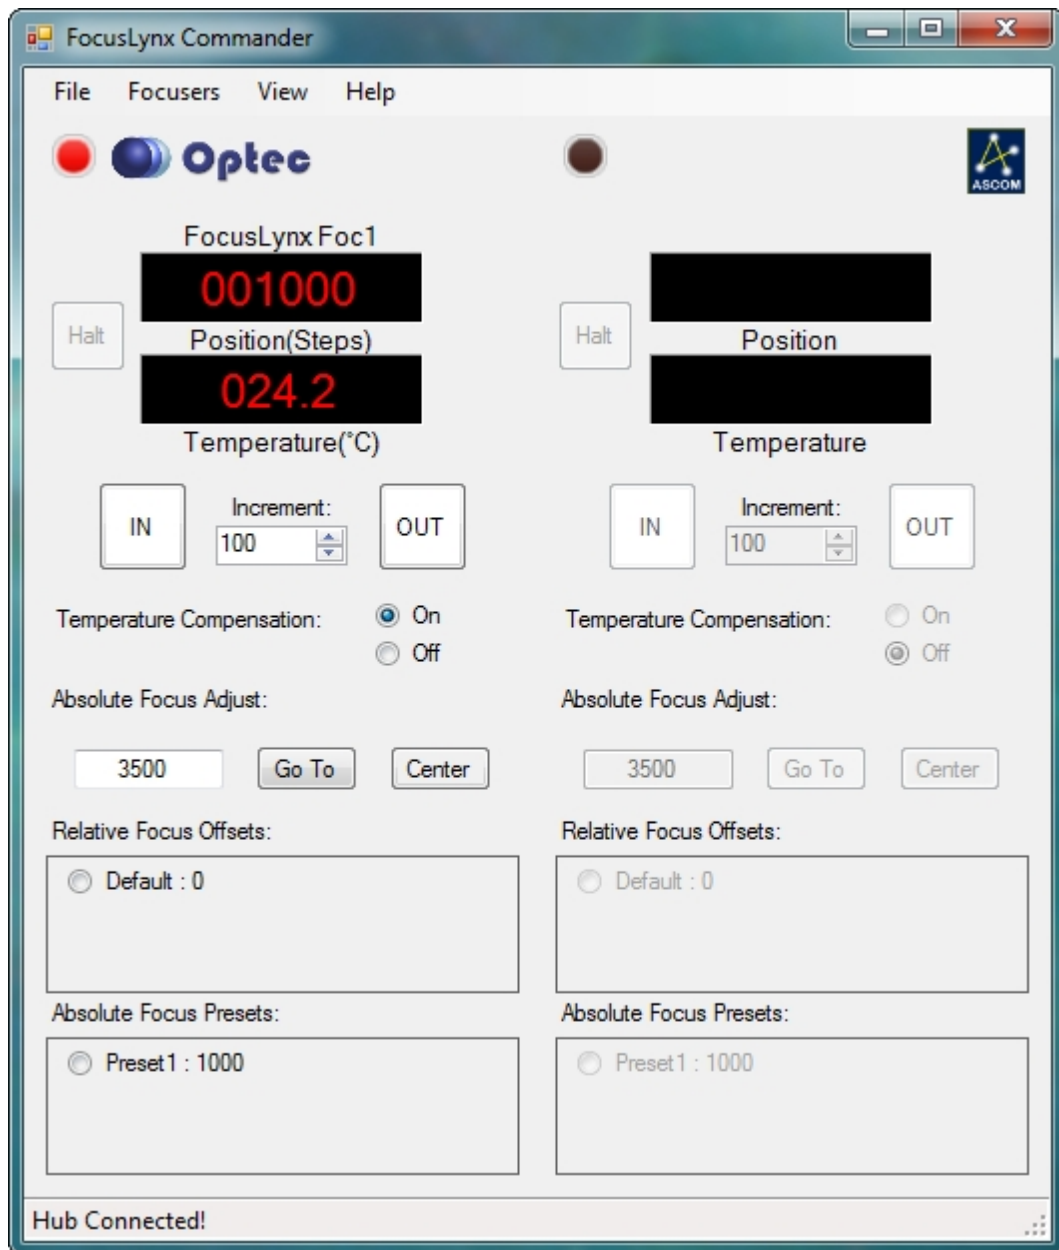 FocusLynx Commander
File Focusers View Help
Optec
ASCOM
FocusLynx Foc1
001000
Halt
Position(Steps)
024.2
Temperature(°C)
IN
Increment:
100
OUT
Temperature Compensation:
On
Off
Absolute Focus Adjust:
3500 Go To Center
Relative Focus Offsets:
Default : 0
Absolute Focus Presets:
Preset1 : 1000
Halt
Position
Temperature
IN
Increment:
100
OUT
Temperature Compensation:
On
Off
Absolute Focus Adjust:
3500 Go To Center
Relative Focus Offsets:
Default : 0
Absolute Focus Presets:
Preset1 : 1000
Hub Connected!